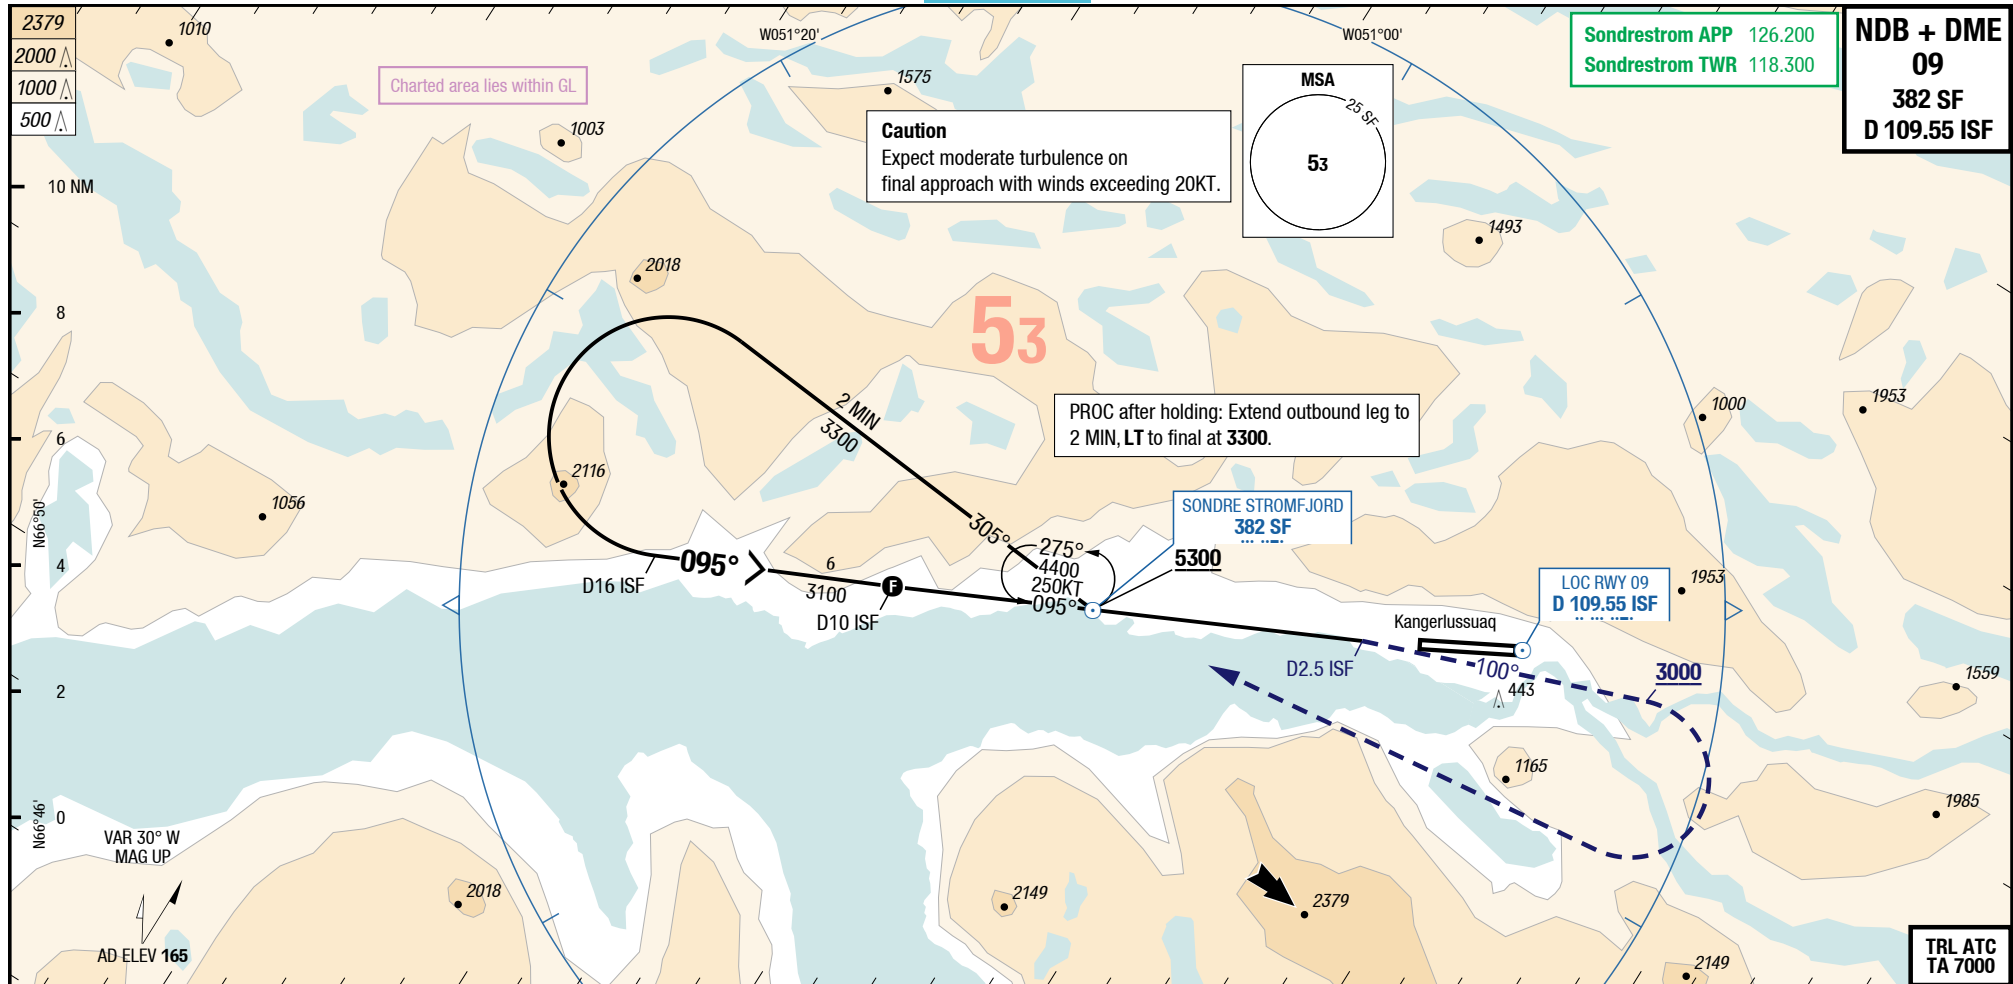 2379
2000
1000
500
1010
Charted area lies within GL
1003
W051°20'
1575
W051°00'
Caution
Expect moderate turbulence on
final approach with winds exceeding 20KT.
MSA
25 SF
53
Sondrestrom APP 126.200
Sondrestrom TWR 118.300
NDB + DME
09
382 SF
D 109.55 ISF
10 NM
8
6
4
2
0
N66°50'
N66°46'
2018
1493
53
2 MIN
3300
PROC after holding: Extend outbound leg to
2 MIN, LT to final at 3300.
1000
1953
2116
1056
305°
SONDRE STROMFJORD
382 SF
5300
275°
4400
250KT
095°
095°
D16 ISF
6
3100
F
D10 ISF
1953
LOC RWY 09
D 109.55 ISF
Kangerlussuaq
D2.5 ISF
100°
443
3000
1559
1165
1985
VAR 30° W
MAG UP
AD ELEV 165
2018
2149
2379
2149
TRL ATC
TA 7000